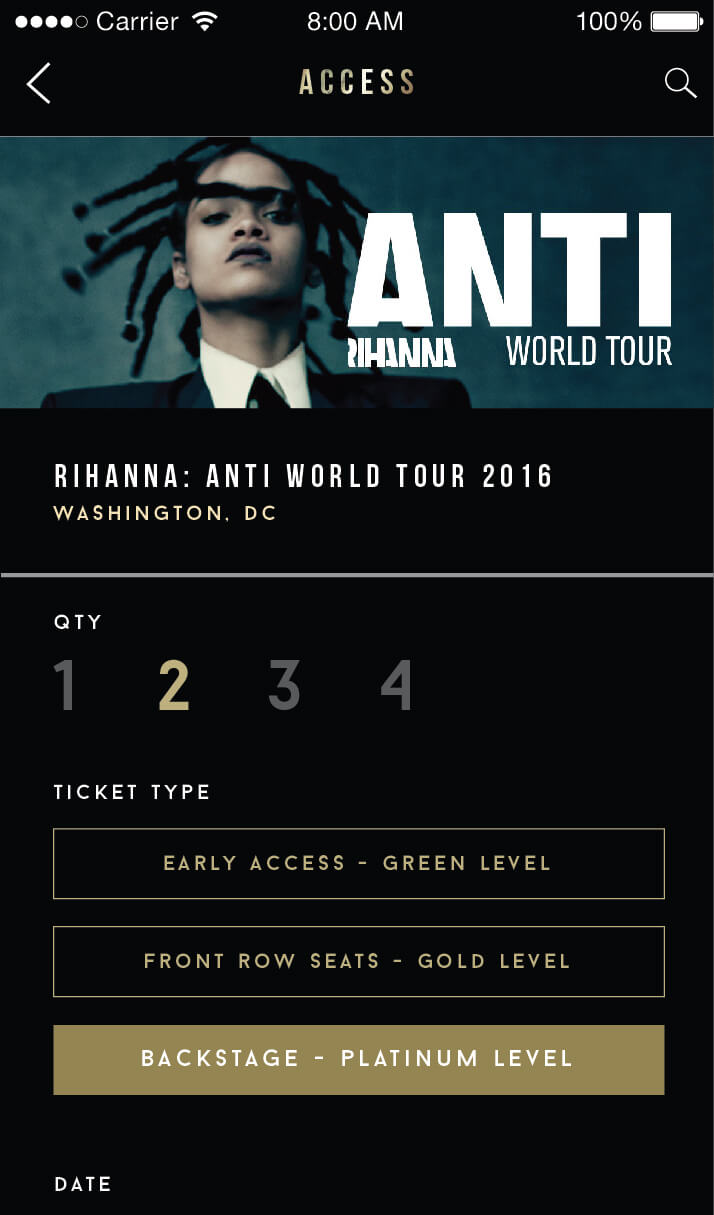 Carrier 8:00 AM 100%
ACCESS
ANTI
RIHANNA WORLD TOUR
RIHANNA: ANTI WORLD TOUR 2016
WASHINGTON, DC
QTY
1 2 3 4
TICKET TYPE
EARLY ACCESS - GREEN LEVEL
FRONT ROW SEATS - GOLD LEVEL
BACKSTAGE - PLATINUM LEVEL
DATE